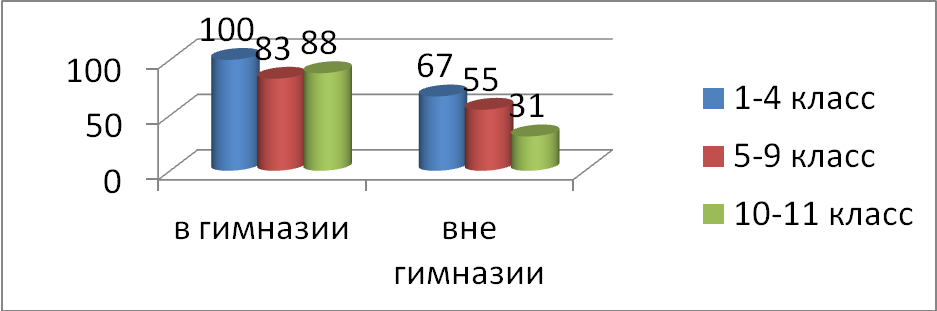 100 83 88
67 55 31
100
50
0
в гимназии
вне
гимназии
1-4 класс
5-9 класс
10-11 класс